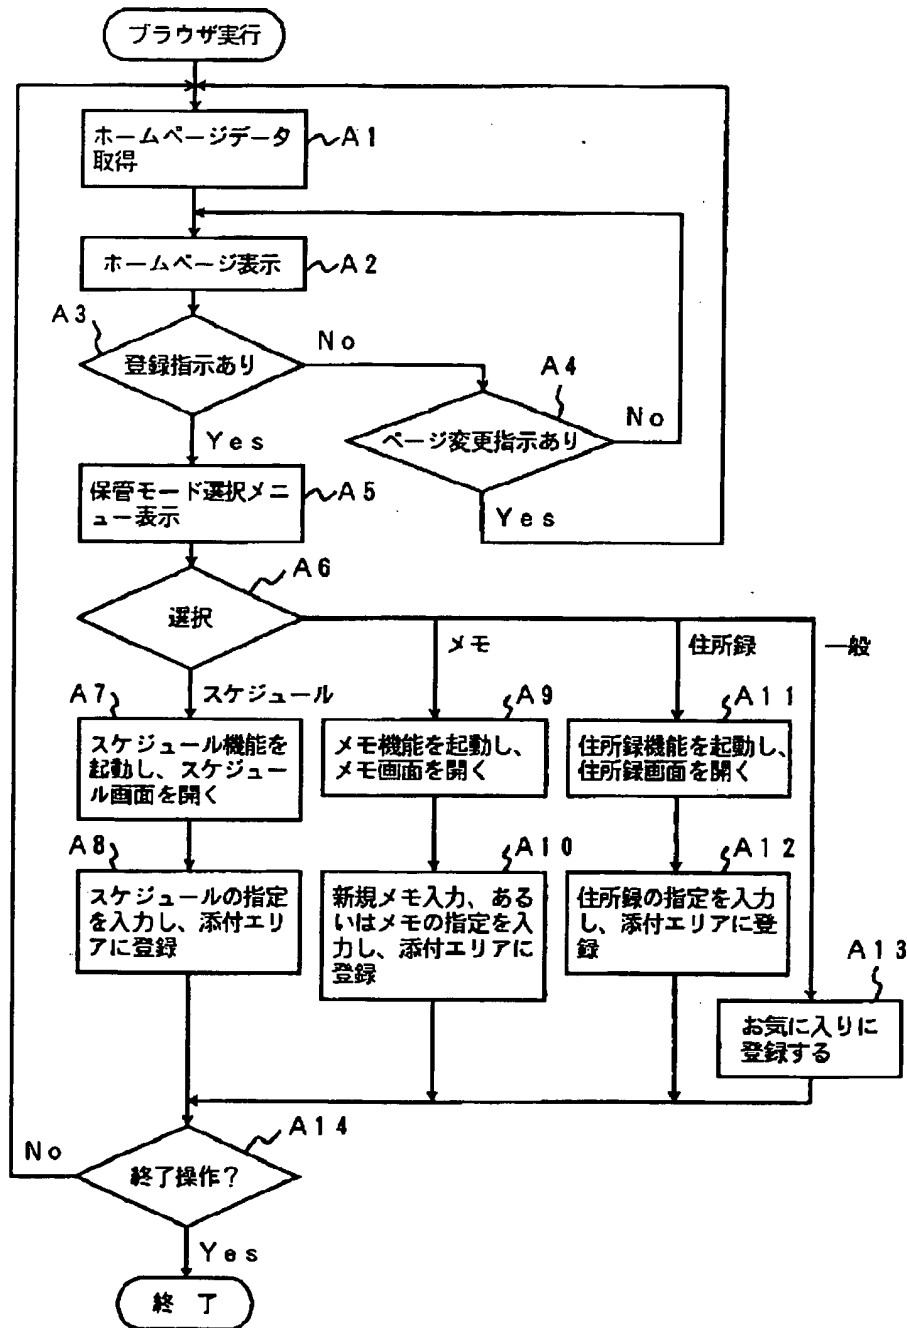 ブラウザ実行
ホームページデータ
取得
A1
ホームページ表示
A2
A3
登録指示あり
No
A4
ページ変更指示あり
No
Yes
Yes
保管モード選択メニ
ュー表示
A5
A6
選択
スケジュール
メモ
住所録
一般
A7
スケジュール機能を
起動し、スケジュー
ル画面を開く
A9
メモ機能を起動し、
メモ画面を開く
A11
住所録機能を起動し、
住所録画面を開く
A8
スケジュールの指定
を入力し、添付エリ
アに登録
A10
新規メモ入力、ある
いはメモの指定を入
力し、添付エリアに
登録
A12
住所録の指定を入力
し、添付エリアに登
録
A13
お気に入りに
登録する
A14
終了操作?
No
Yes
終 了